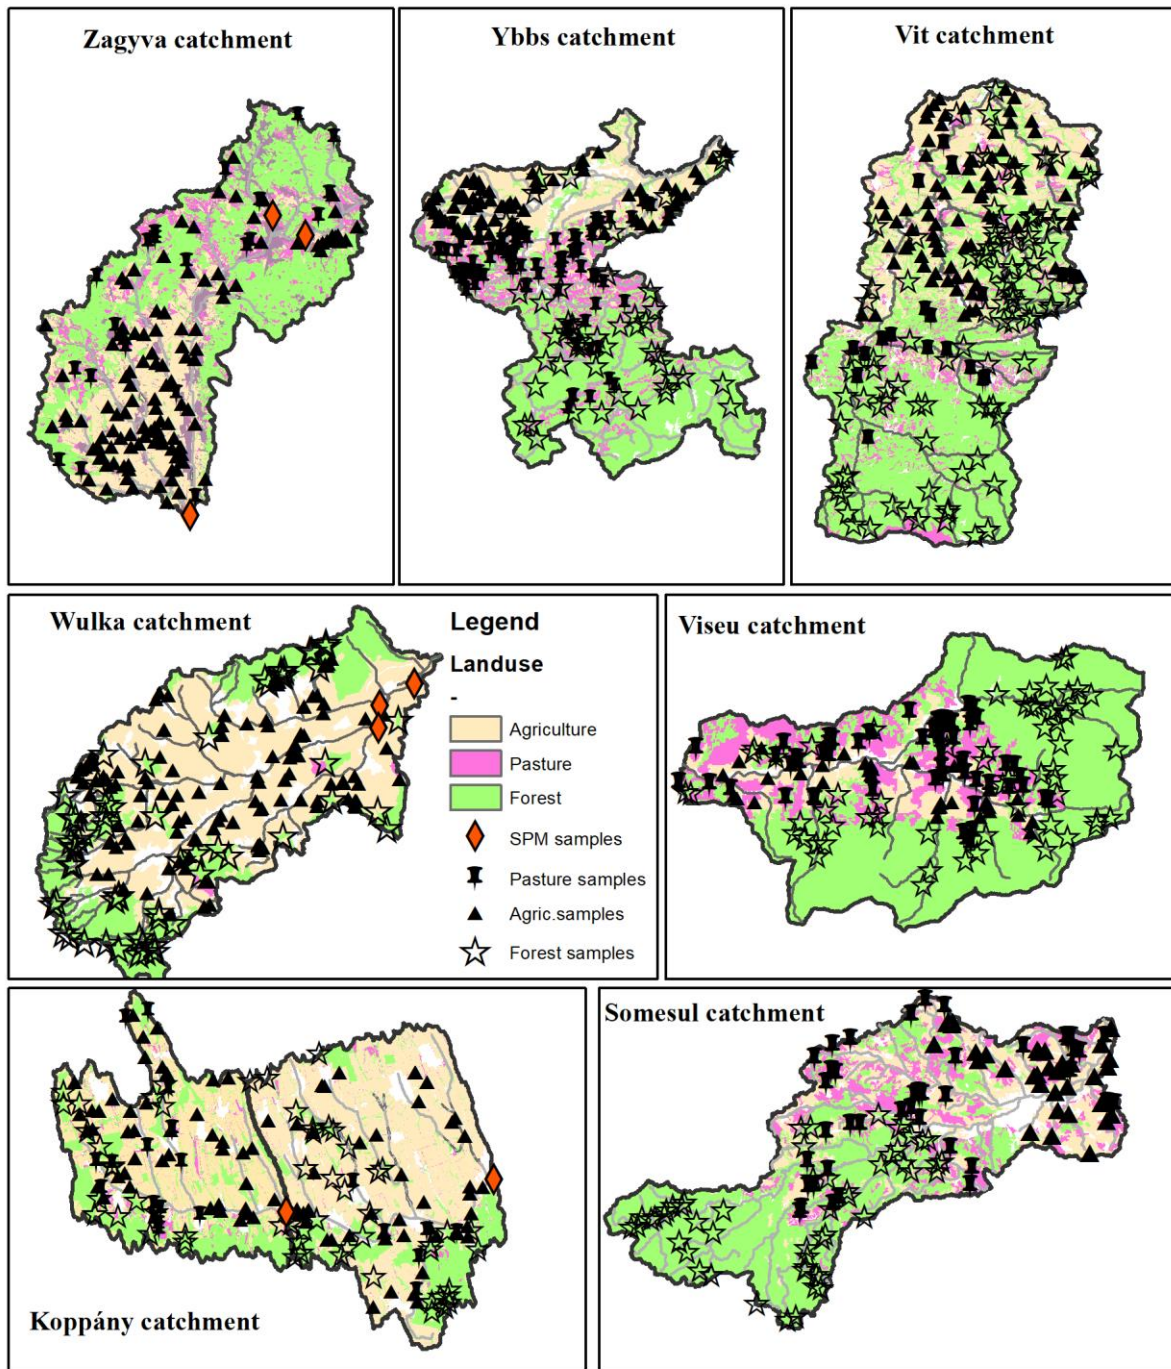 Zagyva catchment
Ybbs catchment
Vit catchment
Wulka catchment
Legend
Landuse
-
Agriculture
Pasture
Forest
SPM samples
Pasture samples
Agric.samples
Forest samples
Viseu catchment
Koppány catchment
Somesul catchment